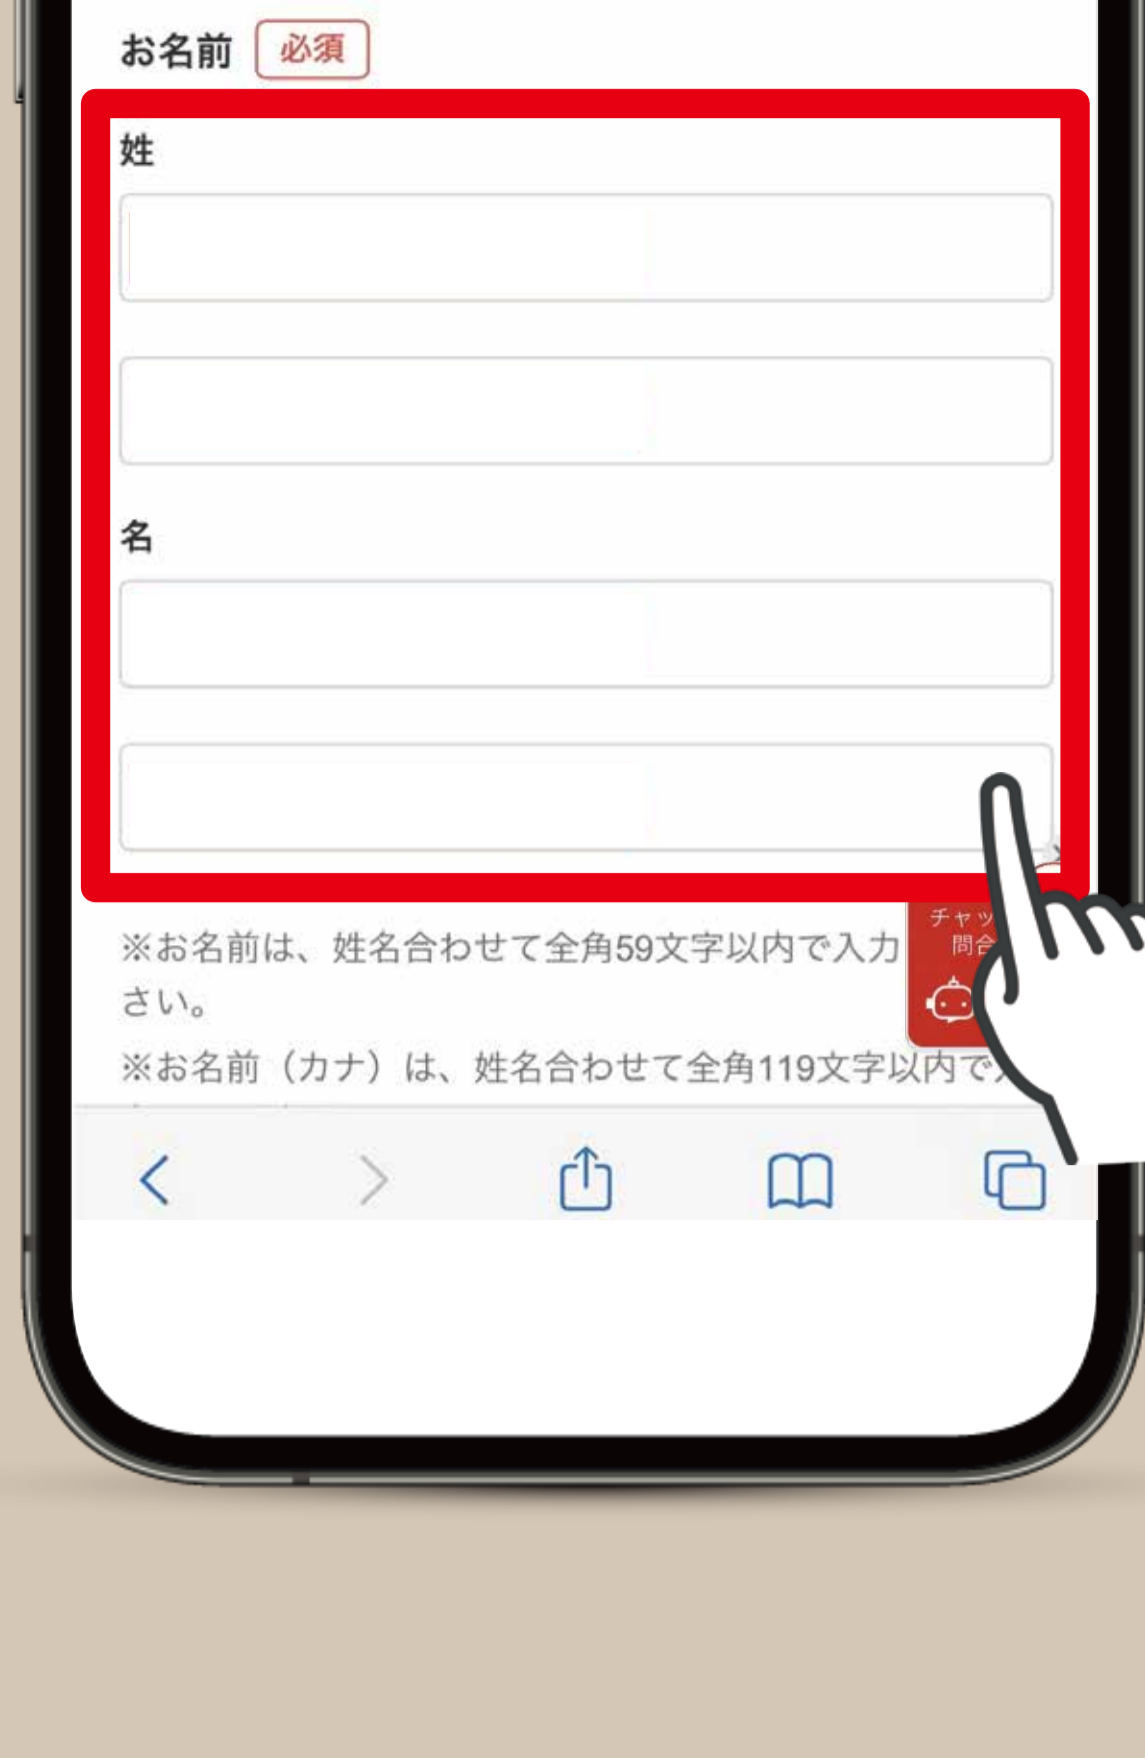 お名前 必須
姓
名
※お名前は、姓名合わせて全角59文字以内で入力
さい。
※お名前（カナ）は、姓名合わせて全角119文字以内で
チャッ
問合